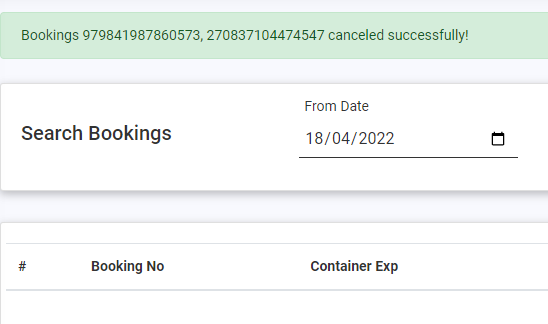 Bookings 979841987860573, 270837104474547 canceled successfully!
From Date
Search Bookings
18/04/2022
# Booking No Container Exp